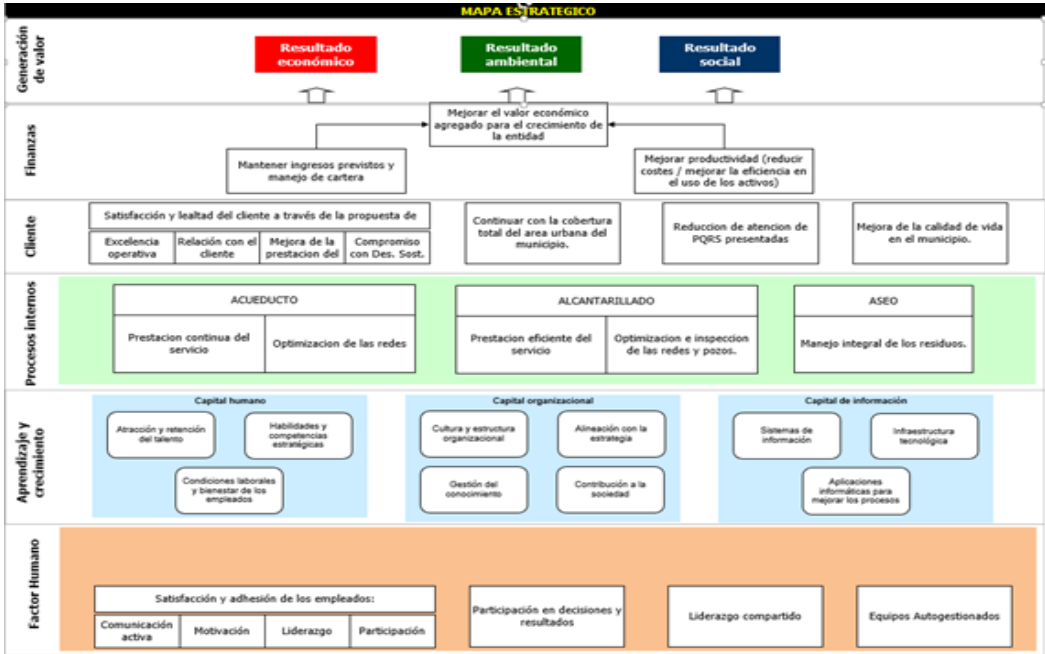 MAPA ESTRATEGICO
Generación
de valor
Resultado
económico
Resultado
ambiental
Resultado
social
Finanzas
Mejorar el valor económico
agregado para el crecimiento de
la entidad
Mantener ingresos previstos y
manejo de cartera
Mejorar productividad (reducir
costes / mejorar la eficiencia en
el uso de los activos)
Cliente
Satisfacción y lealtad del cliente a través de la propuesta de
Excelencia
operativa
Relación con el
cliente
Mejora de la
prestacion del
Compromiso
con Des. Sost.
Continuar con la cobertura
total del area urbana del
municipio.
Reduccion de atencion de
PQRS presentadas
Mejora de la calidad de vida
en el municipio.
Procesos internos
ACUEDUCTO
Prestacion continua del
servicio
Optimizacion de las redes
ALCANTARILLADO
Prestacion eficiente del
servicio
Optimizacion e inspeccion
de las redes y pozos.
ASEO
Manejo integral de los residuos.
Aprendizaje y
crecimiento
Capital humano
Atracción y retención
del talento
Habilidades y
competencias
estratégicas
Condiciones laborales
y bienestar de los
empleados
Capital organizacional
Cultura y estructura
organizacional
Alineación con la
estrategia
Gestión del
conocimiento
Contribución a la
sociedad
Capital de información
Sistemas de
información
Infraestructura
tecnológica
Aplicaciones
informáticas para
mejorar los procesos
Factor Humano
Satisfacción y adhesión de los empleados:
Comunicación
activa
Motivación
Liderazgo
Participación
Participación en decisiones y
resultados
Liderazgo compartido
Equipos Autogestionados